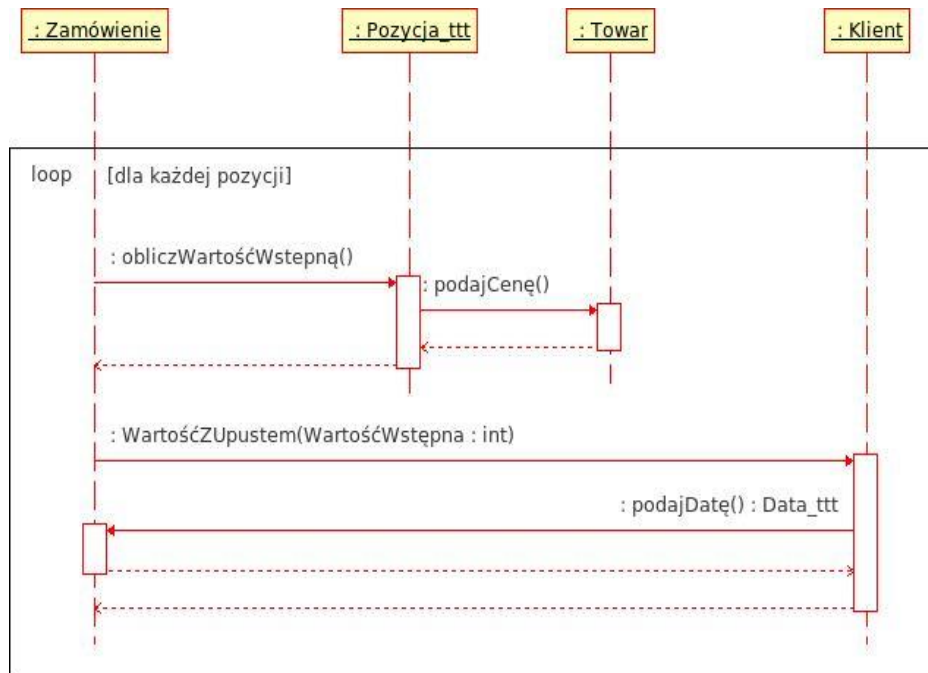 : Zamówienie
: Pozycja_ttt
: Towar
: Klient
loop
[dla każdej pozycji]
: obliczWartośćWstepną()
: podajCenę()
: WartośćZUpustem(WartośćWstępna : int)
: podajDatę() : Data_ttt